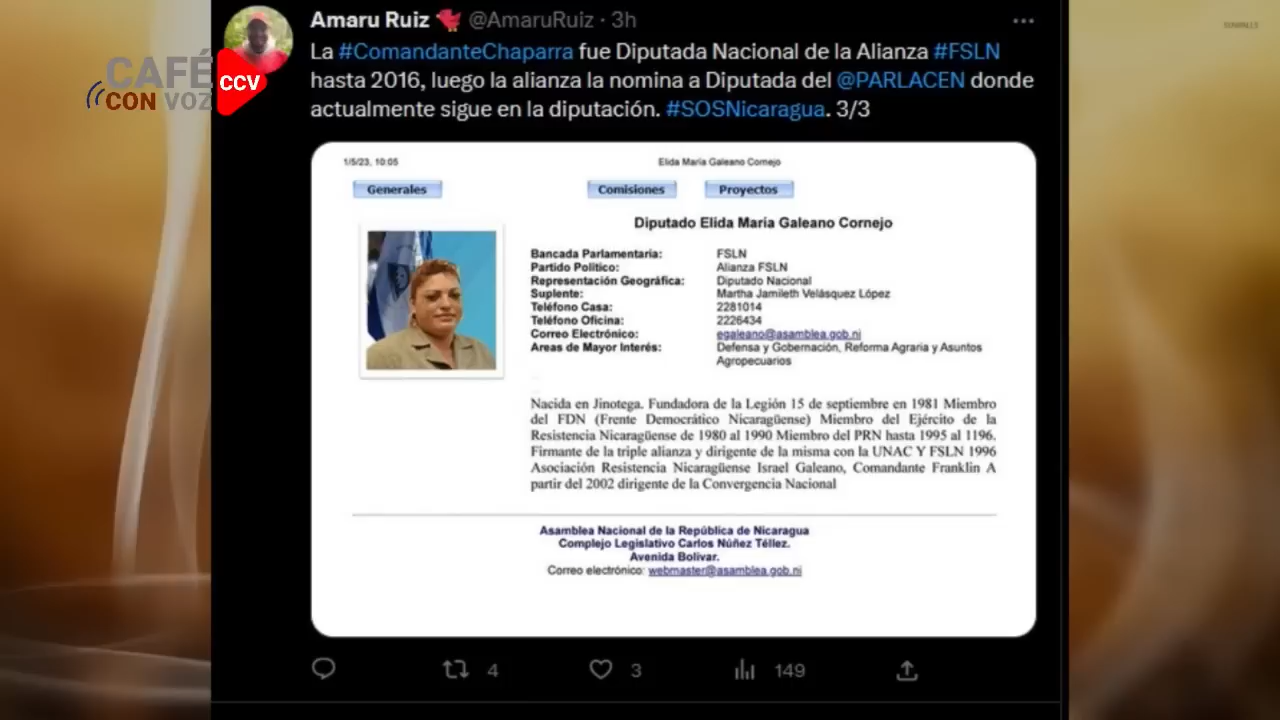 Amaru Ruiz @AmaruRuiz · 3h
CAFÉ
CON VOZ
CCV
La #ComandanteChaparra fue Diputada Nacional de la Alianza #FSLN
hasta 2016, luego la alianza la nomina a Diputada del @PARLACEN donde
actualmente sigue en la diputación. #SOSNicaragua. 3/3
1/5/23, 10:05
Elida María Galeano Cornejo
Generales
Comisiones
Proyectos
Diputado Elida María Galeano Cornejo
Bancada Parlamentaria: FSLN
Partido Político: Alianza FSLN
Representación Geográfica: Diputado Nacional
Suplente: Martha Jamileth Velásquez López
Teléfono Casa: 2281014
Teléfono Oficina: 2226434
Correo Electrónico: egaleano@asamblea.gob.ni
Areas de Mayor Interés: Defensa y Gobernación, Reforma Agraria y Asuntos
Agropecuarios
Nacida en Jinotega. Fundadora de la Legión 15 de septiembre en 1981 Miembro
del FDN (Frente Democrático Nicaragüense) Miembro del Ejército de la
Resistencia Nicaragüense de 1980 al 1990 Miembro del PRN hasta 1995 al 1196.
Firmante de la triple alianza y dirigente de la misma con la UNAC Y FSLN 1996
Asociación Resistencia Nicaragüense Israel Galeano, Comandante Franklin A
partir del 2002 dirigente de la Convergencia Nacional
Asamblea Nacional de la República de Nicaragua
Complejo Legislativo Carlos Núñez Téllez.
Avenida Bolivar.
Correo electrónico: webmaster@asamblea.gob.ni
4
3
149